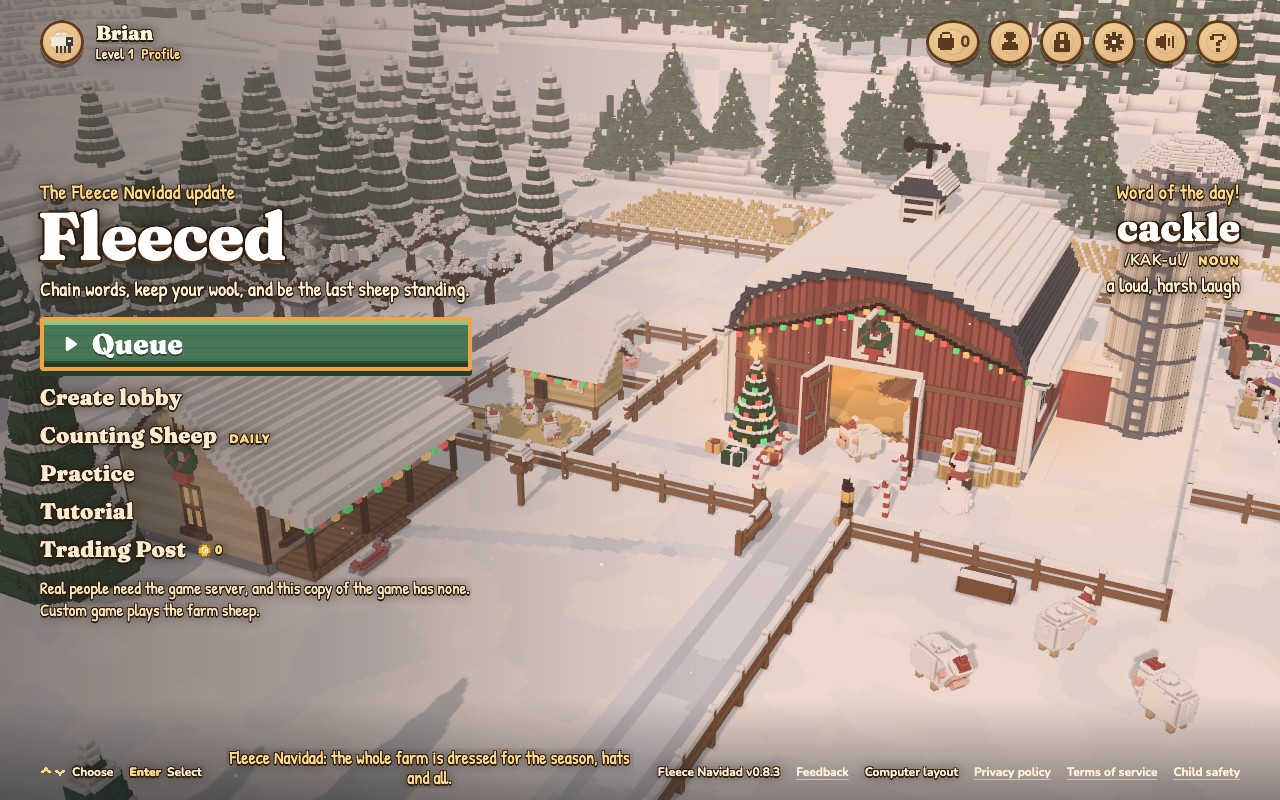 Brian
Level 1 Profile
0
The Fleece Navidad update
Fleeced
Chain words, keep your wool, and be the last sheep standing.
Queue
Create lobby
Counting Sheep DAILY
Practice
Tutorial
Trading Post 0
Real people need the game server, and this copy of the game has none.
Custom game plays the farm sheep.
Word of the day!
cackle
/KAK-ul/ NOUN
a loud, harsh laugh
Choose Enter Select
Fleece Navidad: the whole farm is dressed for the season, hats
and all.
Fleece Navidad v0.8.3 Feedback Computer layout Privacy policy Terms of service Child safety